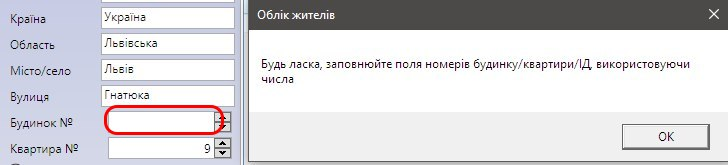 Країна Україна
Область Львівська
Місто/село Львів
Вулиця Гнатюка
Будинок №
Квартира № 9
Облік жителів
Будь ласка, заповнюйте поля номерів будинку/квартири/ІД, використовуючи
числа
ОК